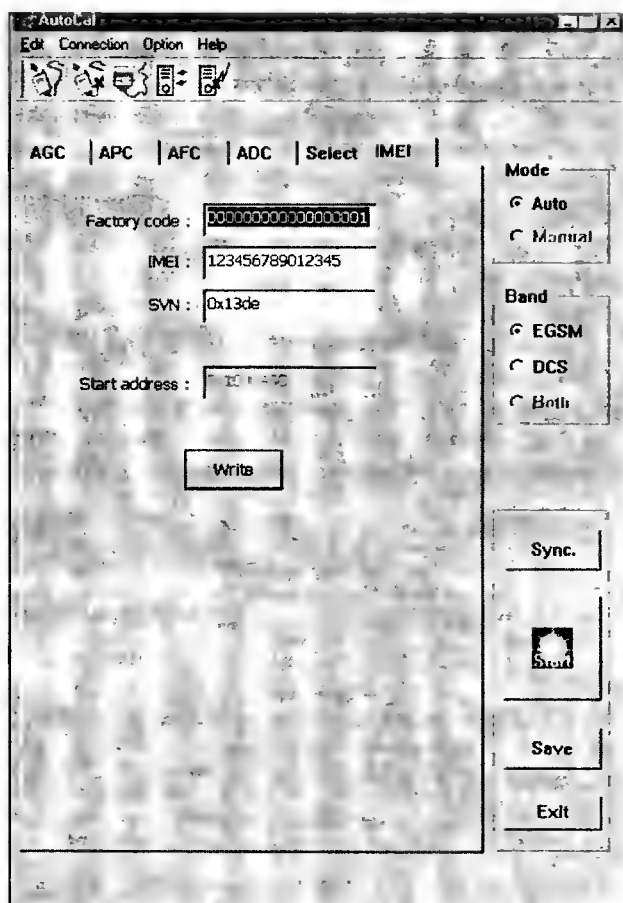 AutoCal
Edit Connection Option Help
AGC APC AFC ADC Select IMEI
Factory code :
IMEI : 123456789012345
SVN : 0x13de
Start address :
Write
Mode
Auto
Manual
Band
EGSM
DCS
Both
Sync.
Start
Save
Exit